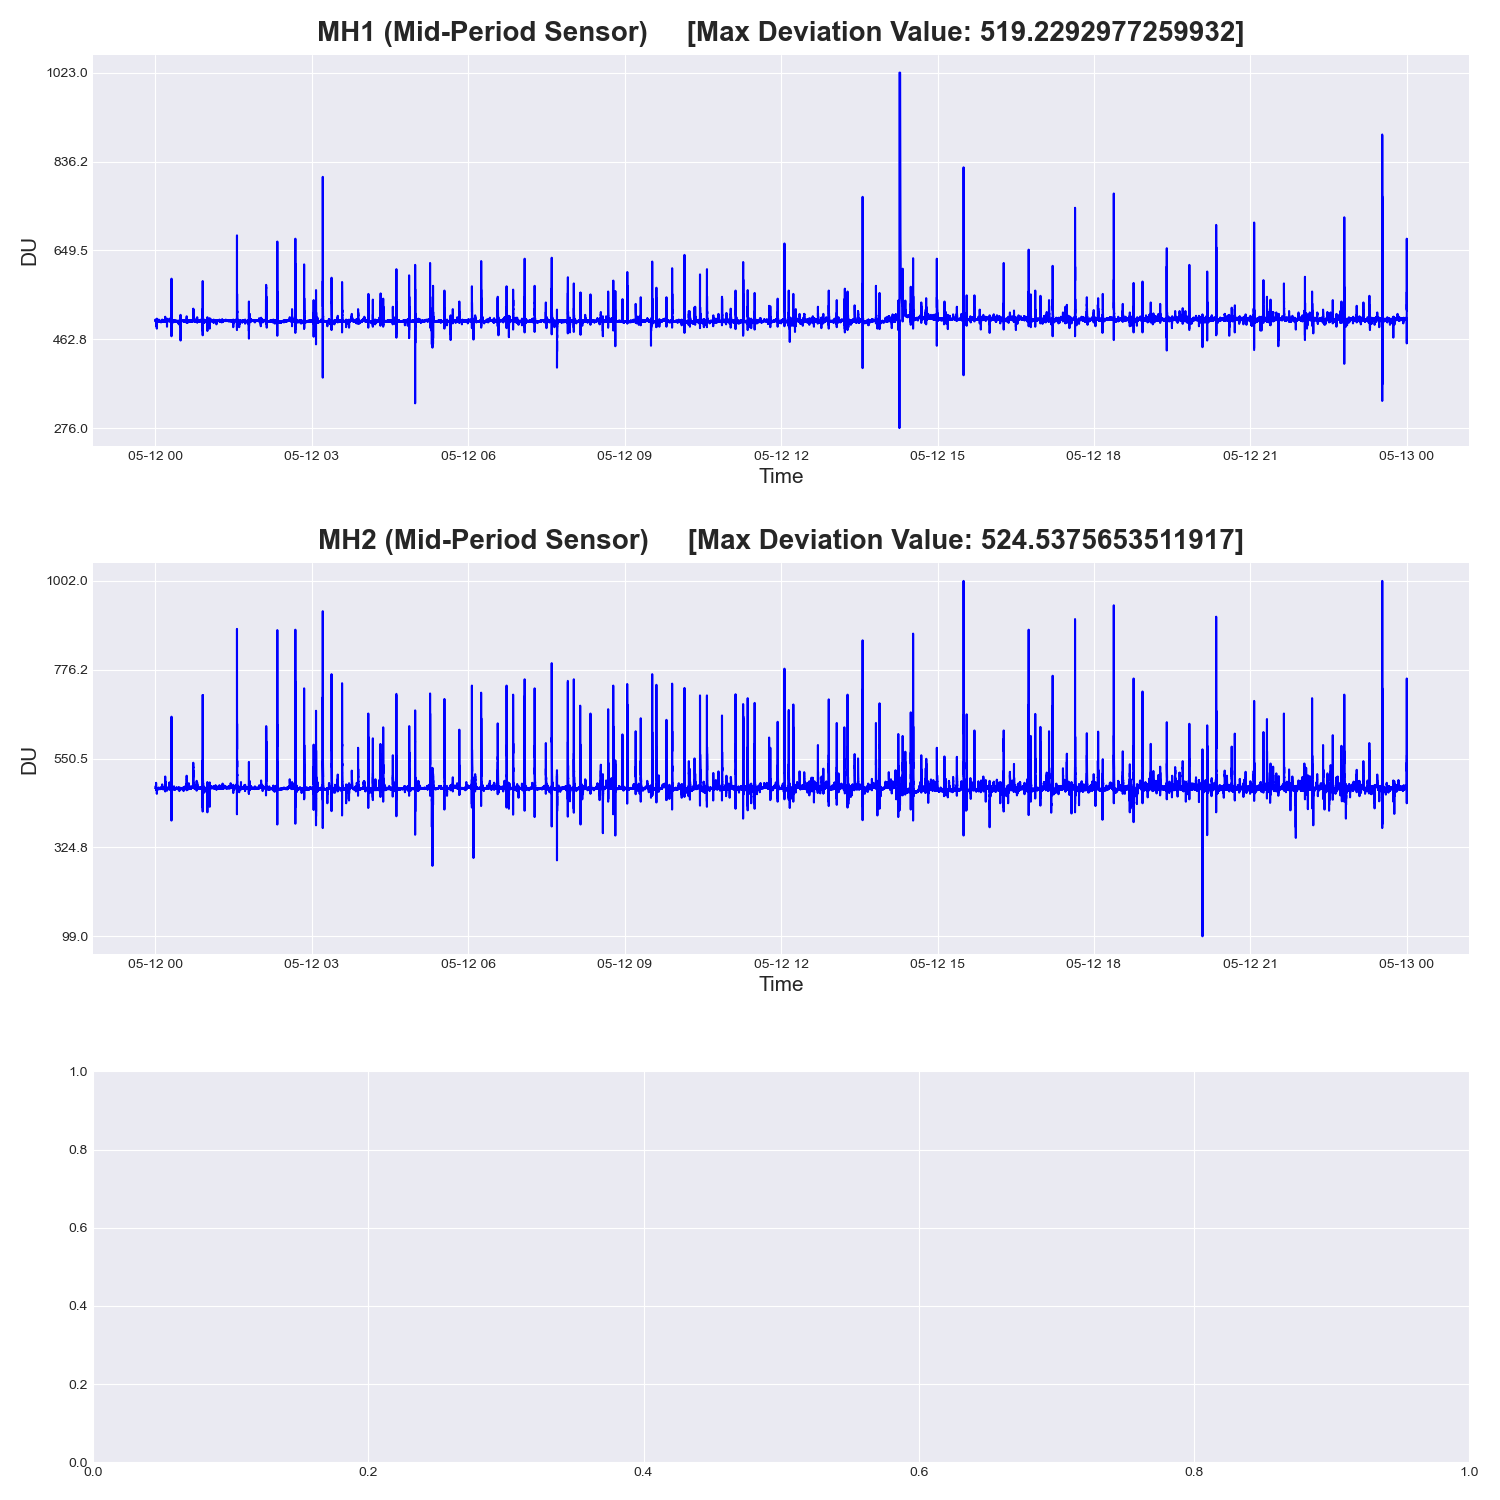 MH1 (Mid-Period Sensor) [Max Deviation Value: 519.2292977259932]
1023.0
836.2
649.5
462.8
276.0
DU
05-12 00 05-12 03 05-12 06 05-12 09 05-12 12 05-12 15 05-12 18 05-12 21 05-13 00
Time
MH2 (Mid-Period Sensor) [Max Deviation Value: 524.5375653511917]
1002.0
776.2
550.5
324.8
99.0
DU
05-12 00 05-12 03 05-12 06 05-12 09 05-12 12 05-12 15 05-12 18 05-12 21 05-13 00
Time
1.0
0.8
0.6
0.4
0.2
0.0
0.0 0.2 0.4 0.6 0.8 1.0